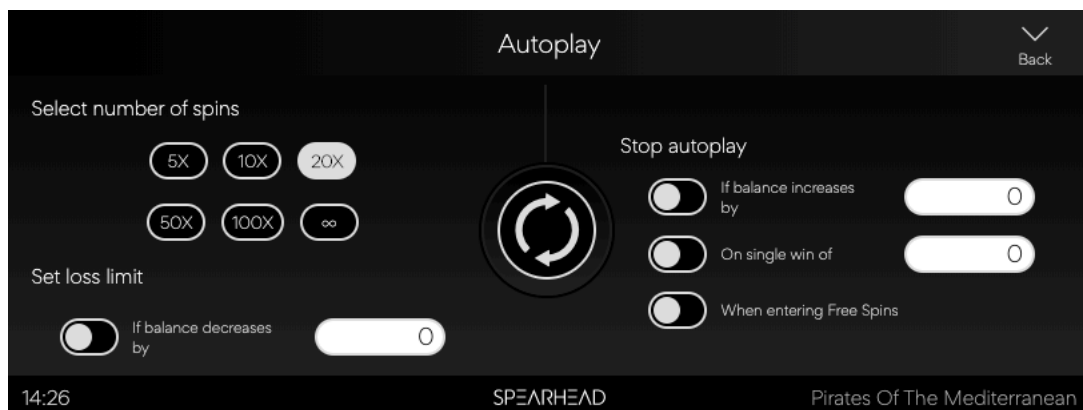 Autoplay
Back
Select number of spins
5X 10X 20X
50X 100X ∞
Set loss limit
If balance decreases
by
0
Stop autoplay
If balance increases
by
0
On single win of
0
When entering Free Spins
14:26
SPEARHEAD
Pirates Of The Mediterranean